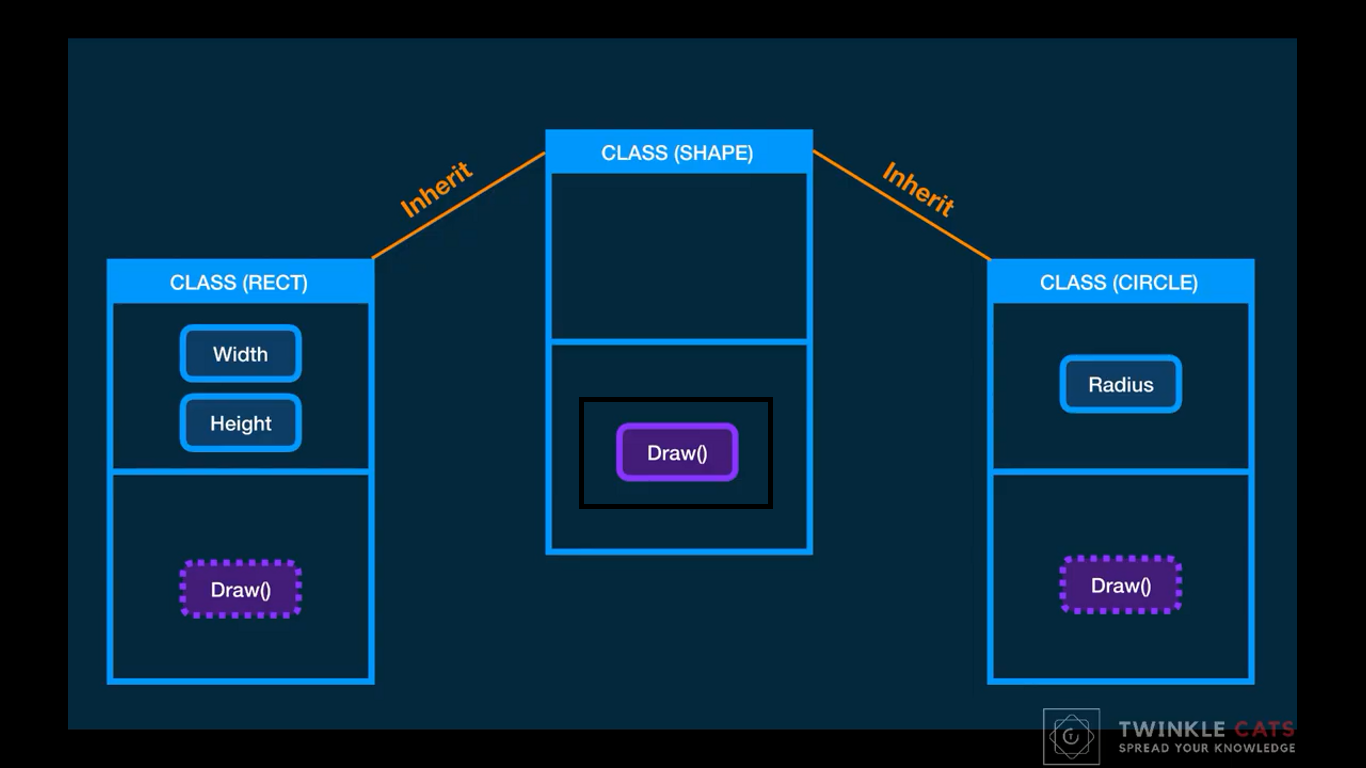 CLASS (SHAPE)
Inherit
Inherit
CLASS (RECT)
CLASS (CIRCLE)
Width
Height
Radius
Draw()
Draw()
Draw()
TWINKLE CATS
SPREAD YOUR KNOWLEDGE